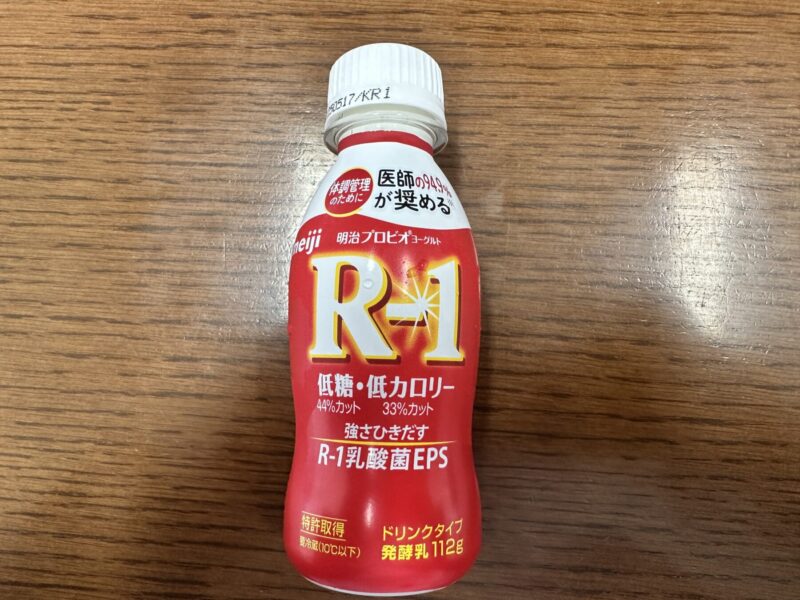 250517/KR1
体調管理
のために
医師の94.9%
が奨める
meiji
明治プロビオヨーグルト
R-1
低糖・低カロリー
44%カット 33%カット
強さひきだす
R-1乳酸菌EPS
特許取得
要冷蔵(10℃以下)
ドリンクタイプ
発酵乳 112g